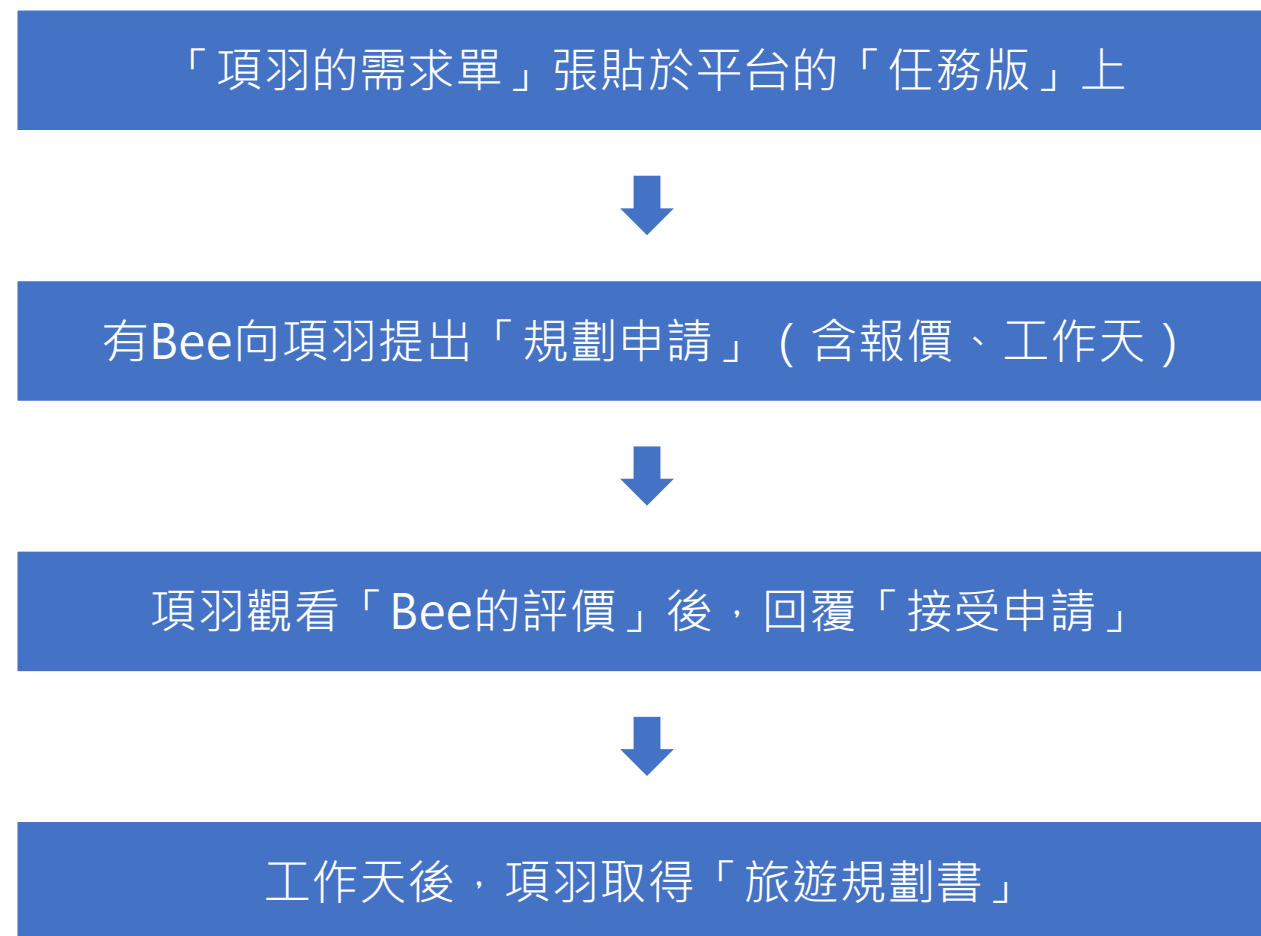 「項羽的需求單」張貼於平台的「任務版」上
有Bee向項羽提出「規劃申請」(含報價、工作天)
項羽觀看「Bee的評價」後，回覆「接受申請」
工作天後，項羽取得「旅遊規劃書」